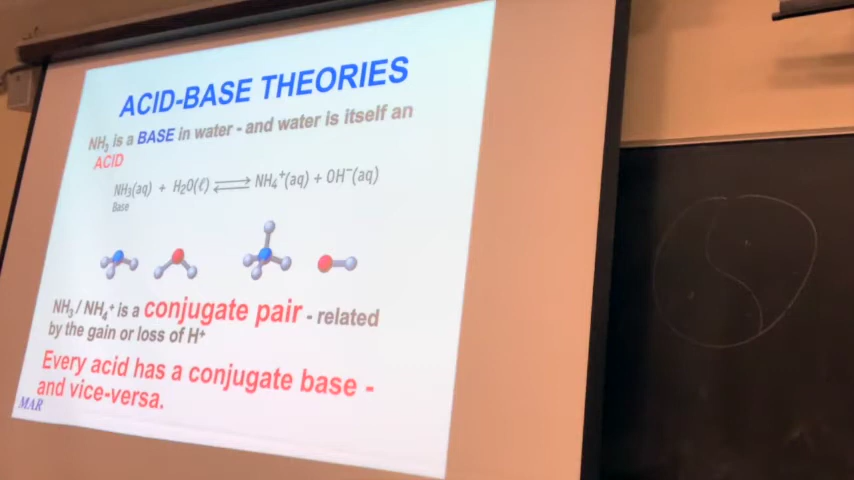 ACID-BASE THEORIES
NH₃ is a BASE in water - and water is itself an
ACID
NH₃(aq) + H₂O(ℓ) ⇌ NH₄⁺(aq) + OH⁻(aq)
Base
NH₃ / NH₄⁺ is a conjugate pair - related
by the gain or loss of H⁺
Every acid has a conjugate base -
and vice-versa.
MAR